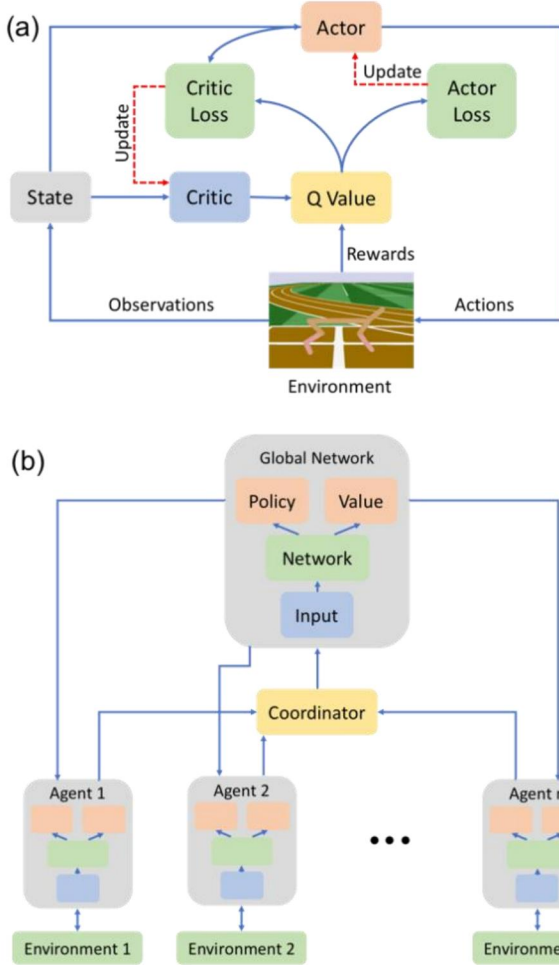 (a)
Actor
Update
Critic
Loss
Actor
Loss
Update
State
Critic
Q Value
Rewards
Observations
Actions
Environment
(b)
Global Network
Policy
Value
Network
Input
Coordinator
Agent 1
Agent 2
Agent
•••
Environment 1
Environment 2